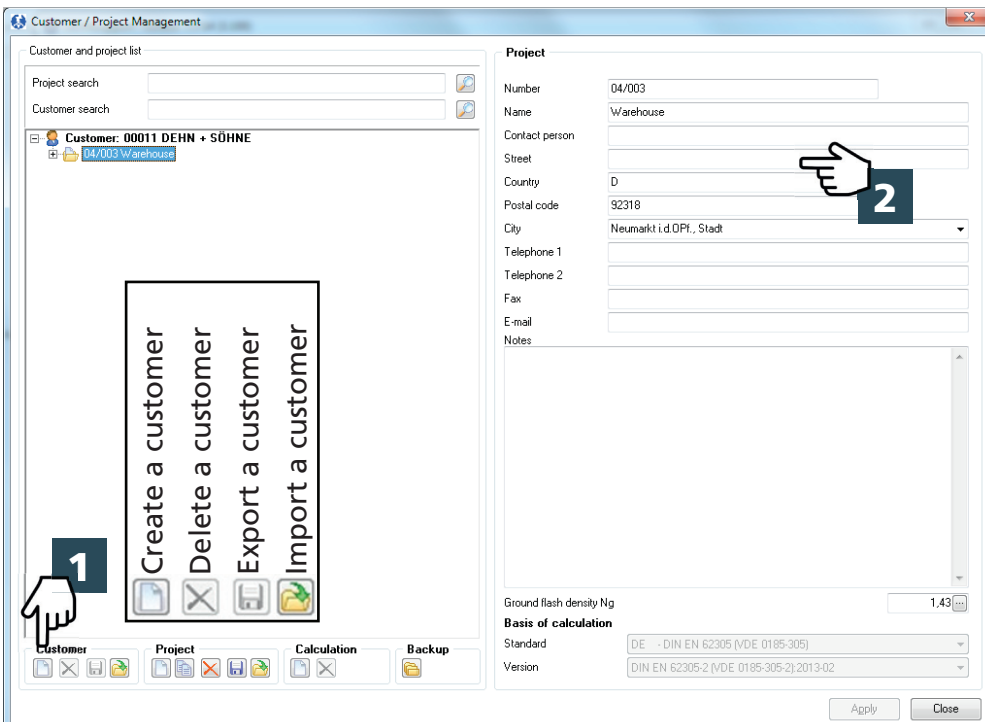 Customer / Project Management
Customer and project list
Project search
Customer search
Customer: 00011 DEHN + SÖHNE
04/003 Warehouse
Create a customer
Delete a customer
Export a customer
Import a customer
1
Customer
Project
Calculation
Backup
Project
Number 04/003
Name Warehouse
Contact person
Street
Country D
2
Postal code 92318
City Neumarkt i.d.OPf., Stadt
Telephone 1
Telephone 2
Fax
E-mail
Notes
Ground flash density Ng 1,43 ...
Basis of calculation
Standard DE - DIN EN 62305 (VDE 0185-305)
Version DIN EN 62305-2 (VDE 0185-305-2):2013-02
Apply Close